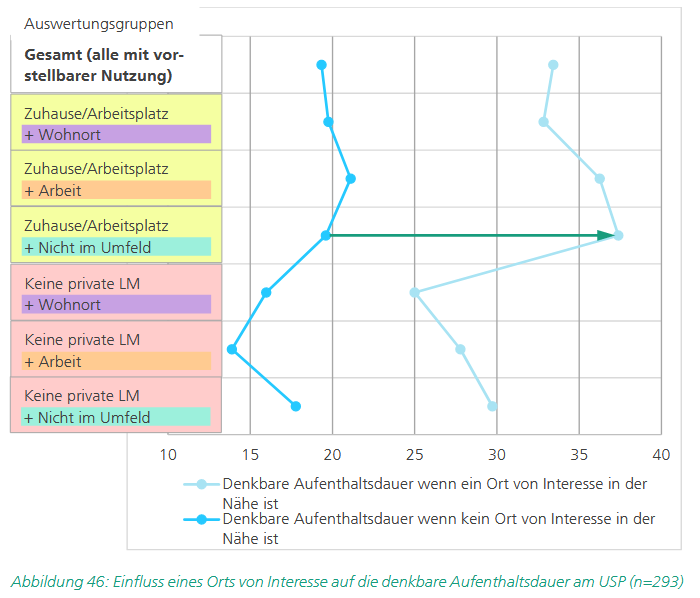 Auswertungsgruppen
Gesamt (alle mit vor-
stellbarer Nutzung)
Zuhause/Arbeitsplatz
+ Wohnort
Zuhause/Arbeitsplatz
+ Arbeit
Zuhause/Arbeitsplatz
+ Nicht im Umfeld
Keine private LM
+ Wohnort
Keine private LM
+ Arbeit
Keine private LM
+ Nicht im Umfeld
10 15 20 25 30 35 40
Denkbare Aufenthaltsdauer wenn ein Ort von Interesse in der
Nähe ist
Denkbare Aufenthaltsdauer wenn kein Ort von Interesse in der
Nähe ist
Abbildung 46: Einfluss eines Orts von Interesse auf die denkbare Aufenthaltsdauer am USP (n=293)